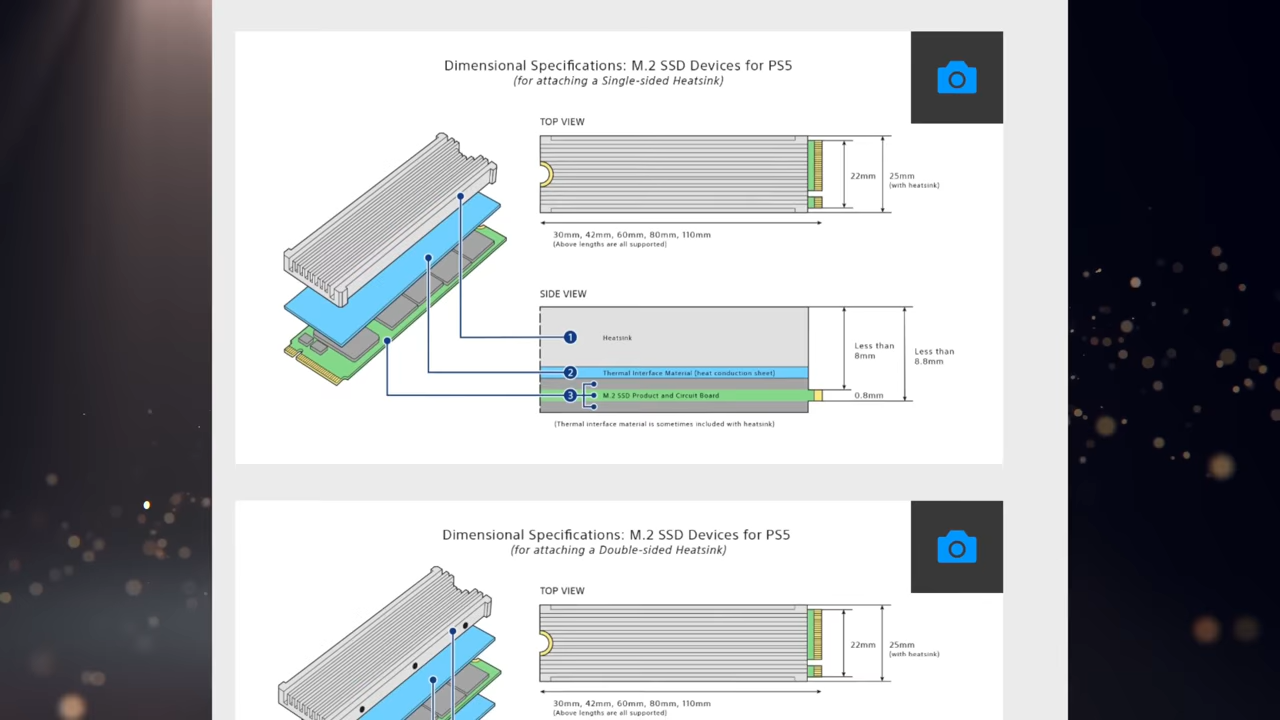 Dimensional Specifications: M.2 SSD Devices for PS5
(for attaching a Single-sided Heatsink)
TOP VIEW
22mm
25mm
(with heatsink)
30mm, 42mm, 60mm, 80mm, 110mm
(Above lengths are all supported)
SIDE VIEW
1 Heatsink
Less than
8mm
Less than
8.8mm
2 Thermal Interface Material (heat conduction sheet)
3 M.2 SSD Product and Circuit Board
0.8mm
(Thermal interface material is sometimes included with heatsink)
Dimensional Specifications: M.2 SSD Devices for PS5
(for attaching a Double-sided Heatsink)
TOP VIEW
22mm
25mm
(with heatsink)
30mm, 42mm, 60mm, 80mm, 110mm
(Above lengths are all supported)